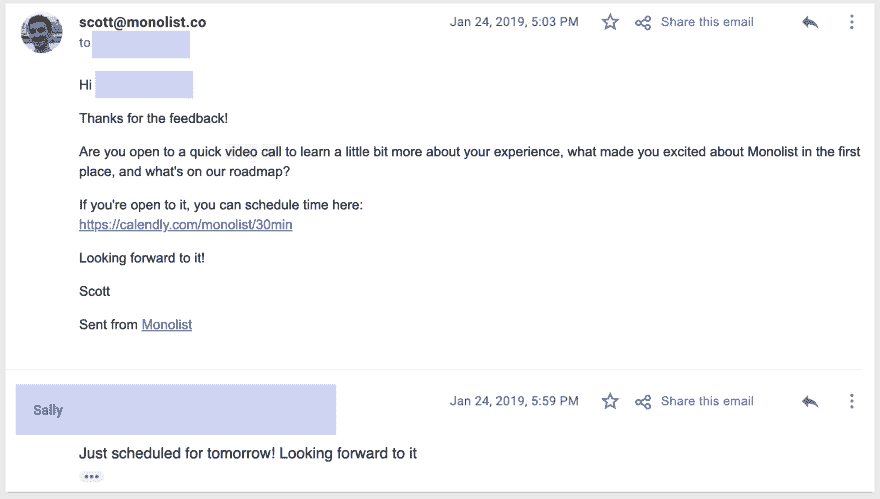 scott@monolist.co Jan 24, 2019, 5:03 PM Share this email
to
Hi
Thanks for the feedback!
Are you open to a quick video call to learn a little bit more about your experience, what made you excited about Monolist in the first
place, and what's on our roadmap?
If you're open to it, you can schedule time here:
https://calendly.com/monolist/30min
Looking forward to it!
Scott
Sent from Monolist
Sally Jan 24, 2019, 5:59 PM Share this email
Just scheduled for tomorrow! Looking forward to it